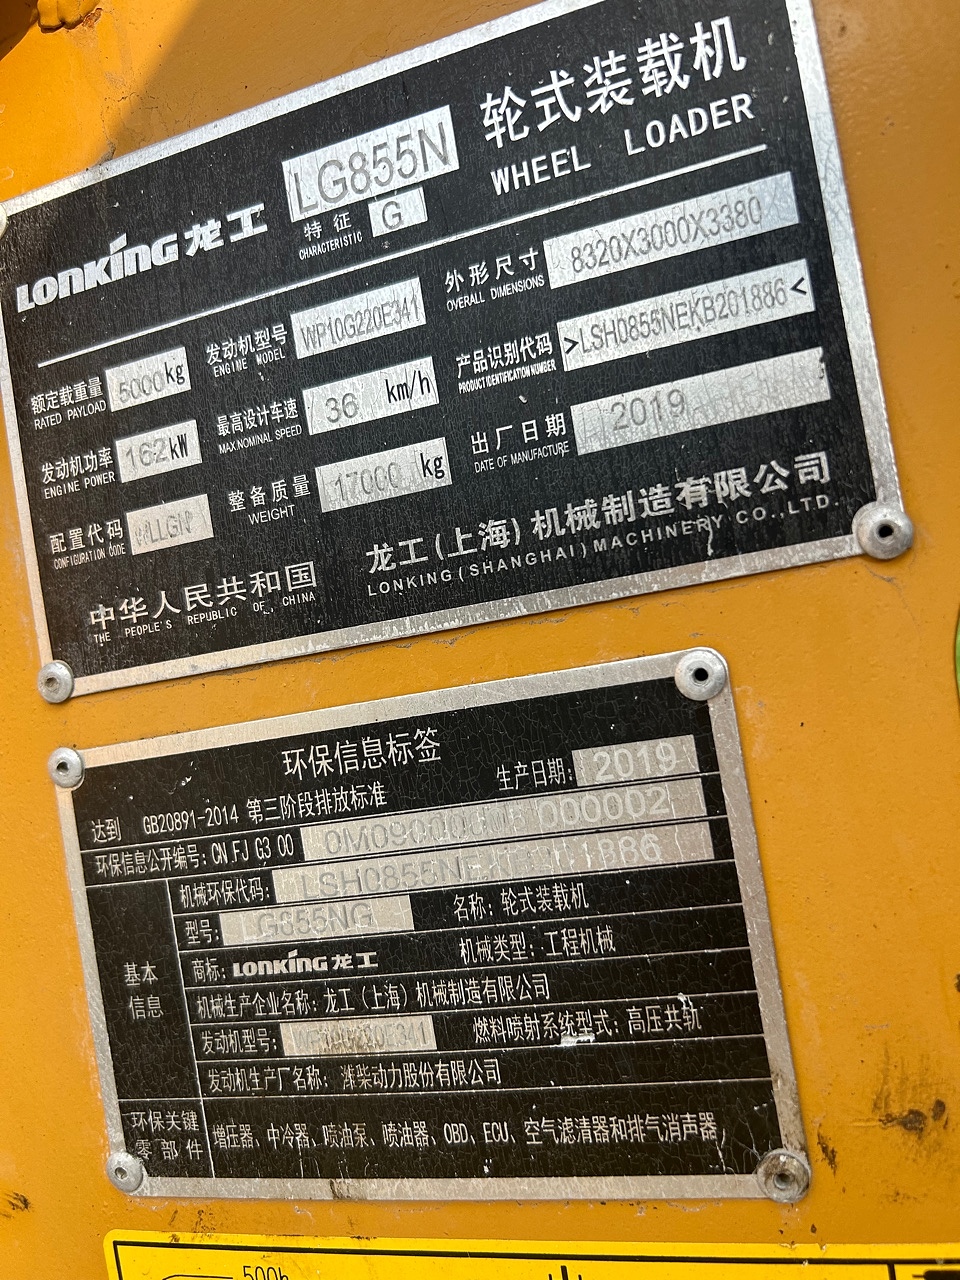 LONKING 龙工 LG855N 轮式装载机
特征 G WHEEL LOADER
CHARACTERISTIC
额定载重量 5000kg 发动机型号 WP10G220E341 外形尺寸 8320X3000X3380
RATED PAYLOAD ENGINE MODEL OVERALL DIMENSIONS
发动机功率 162kW 最高设计车速 36 km/h 产品识别代码 >LSH0855NEKB201886<
ENGINE POWER MAX.NOMINAL SPEED PRODUCT IDENTIFICATION NUMBER
配置代码 整备质量 17000 kg 出厂日期 2019
CONFIGURATION CODE WEIGHT DATE OF MANUFACTURE
中华人民共和国 龙工(上海)机械制造有限公司
THE PEOPLE'S REPUBLIC OF CHINA LONKING(SHANGHAI)MACHINERY CO.,LTD.
环保信息标签
达到 GB20891-2014 第三阶段排放标准 生产日期: 2019
环保信息公开编号: CN FJ G3 00 000002
机械环保代码: LSH0855NE 201886
型号: LG855NG 名称: 轮式装载机
基本信息
商标: LONKING 龙工 机械类型: 工程机械
机械生产企业名称: 龙工(上海)机械制造有限公司
发动机型号: WP10G220E341 燃料喷射系统型式: 高压共轨
发动机生产厂名称: 潍柴动力股份有限公司
环保关键零部件 增压器、中冷器、喷油泵、喷油器、OBD、ECU、空气滤清器和排气消声器
500h